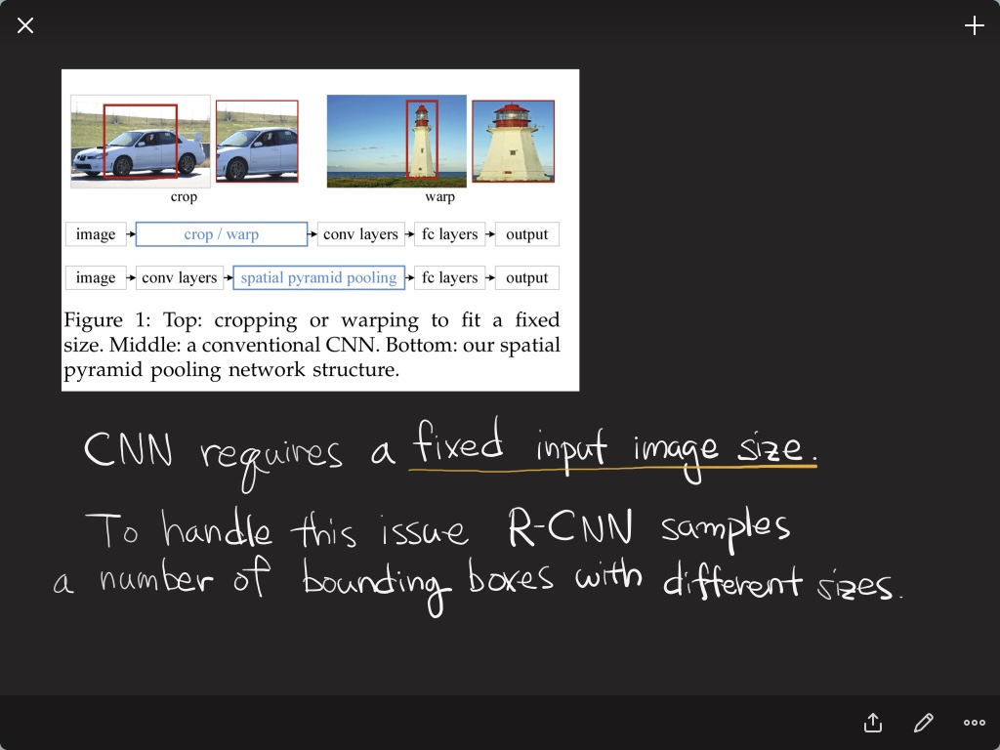 crop
warp
image crop / warp conv layers fc layers output
image conv layers spatial pyramid pooling fc layers output
Figure 1: Top: cropping or warping to fit a fixed
size. Middle: a conventional CNN. Bottom: our spatial
pyramid pooling network structure.
CNN requires a fixed input image size.
To handle this issue R-CNN samples
a number of bounding boxes with different sizes.